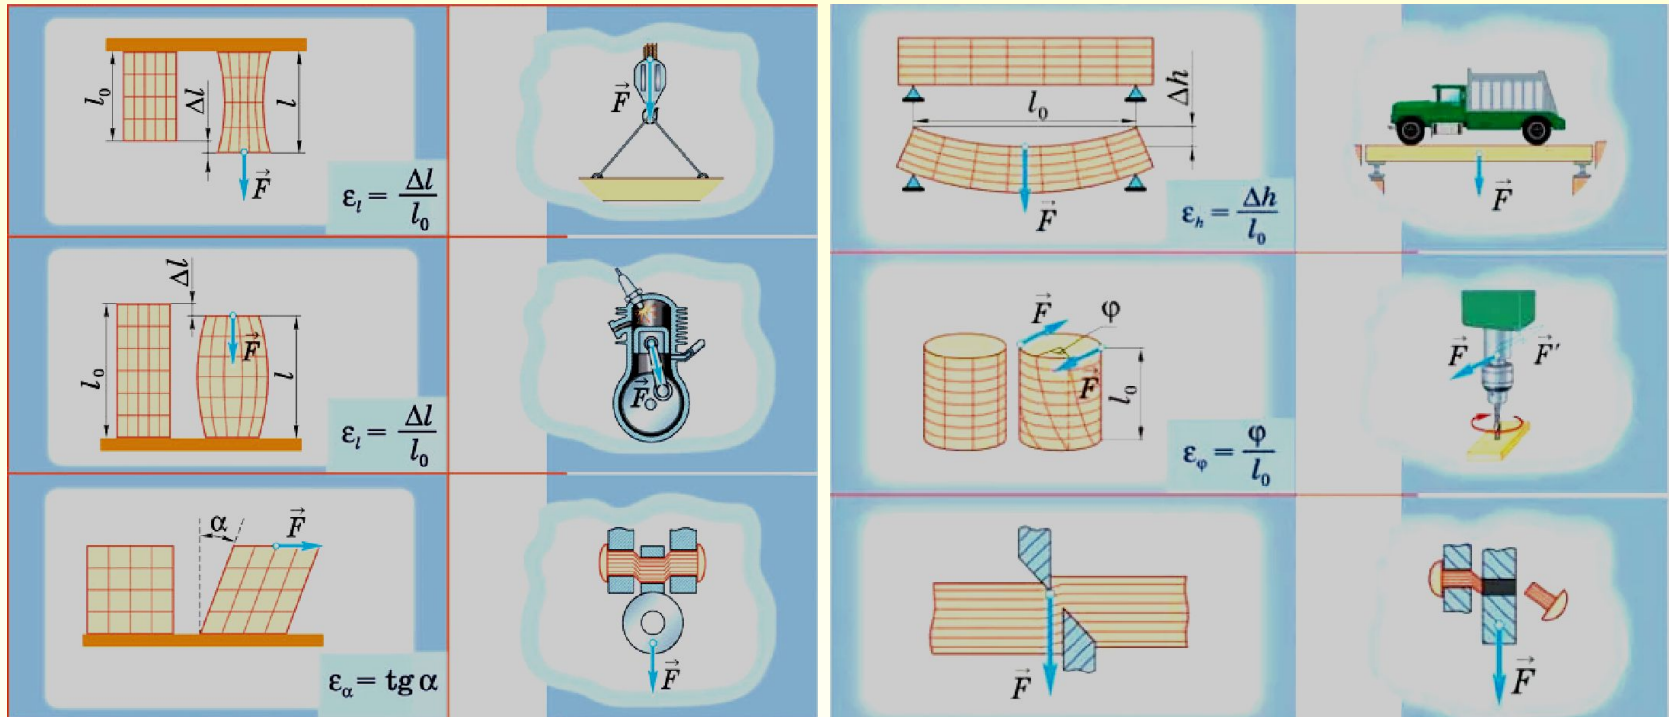 l₀
Δl
l
F⃗
εₗ = Δl / l₀
F⃗
Δl
l₀
F⃗
l
εₗ = Δl / l₀
F⃗
α
F⃗
εα = tg α
F⃗
Δh
l₀
F⃗
εₕ = Δh / l₀
F⃗
F⃗
φ
F⃗
l₀
εφ = φ / l₀
F⃗
F⃗′
F⃗
F⃗